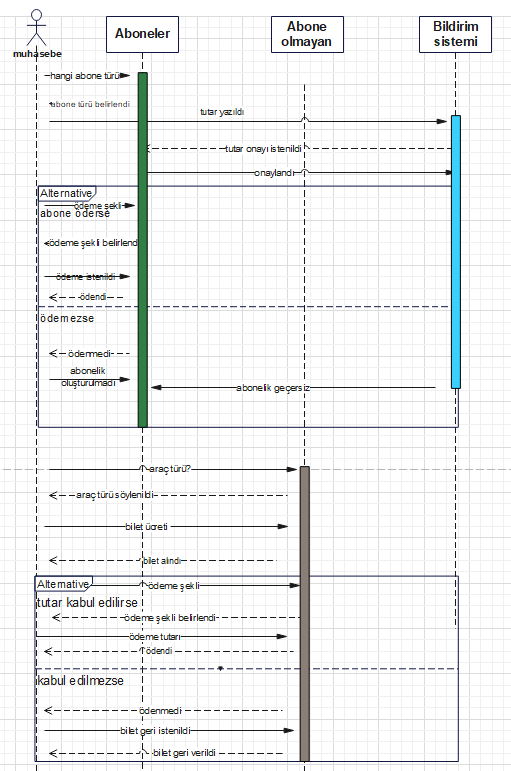 muhasebe
Aboneler
Abone
olmayan
Bildirim
sistemi
hangi abone türü
abone türü belirlendi
tutar yazıldı
tutar onayı istenildi
onaylandı
Alternative
ödeme şekli
abone öderse
ödeme şekli belirlendi
ödeme istenildi
ödendi
ödemezse
ödenmedi
abonelik
oluşturumadı
abonelik geçersiz
araç türü?
araç türü söylenildi
bilet ücreti
bilet alındı
Alternative
ödeme şekli
tutar kabul edilirse
ödeme şekli belirlendi
ödeme tutarı
ödendi
kabul edilmezse
ödenmedi
bilet geri istenildi
bilet geri verildi